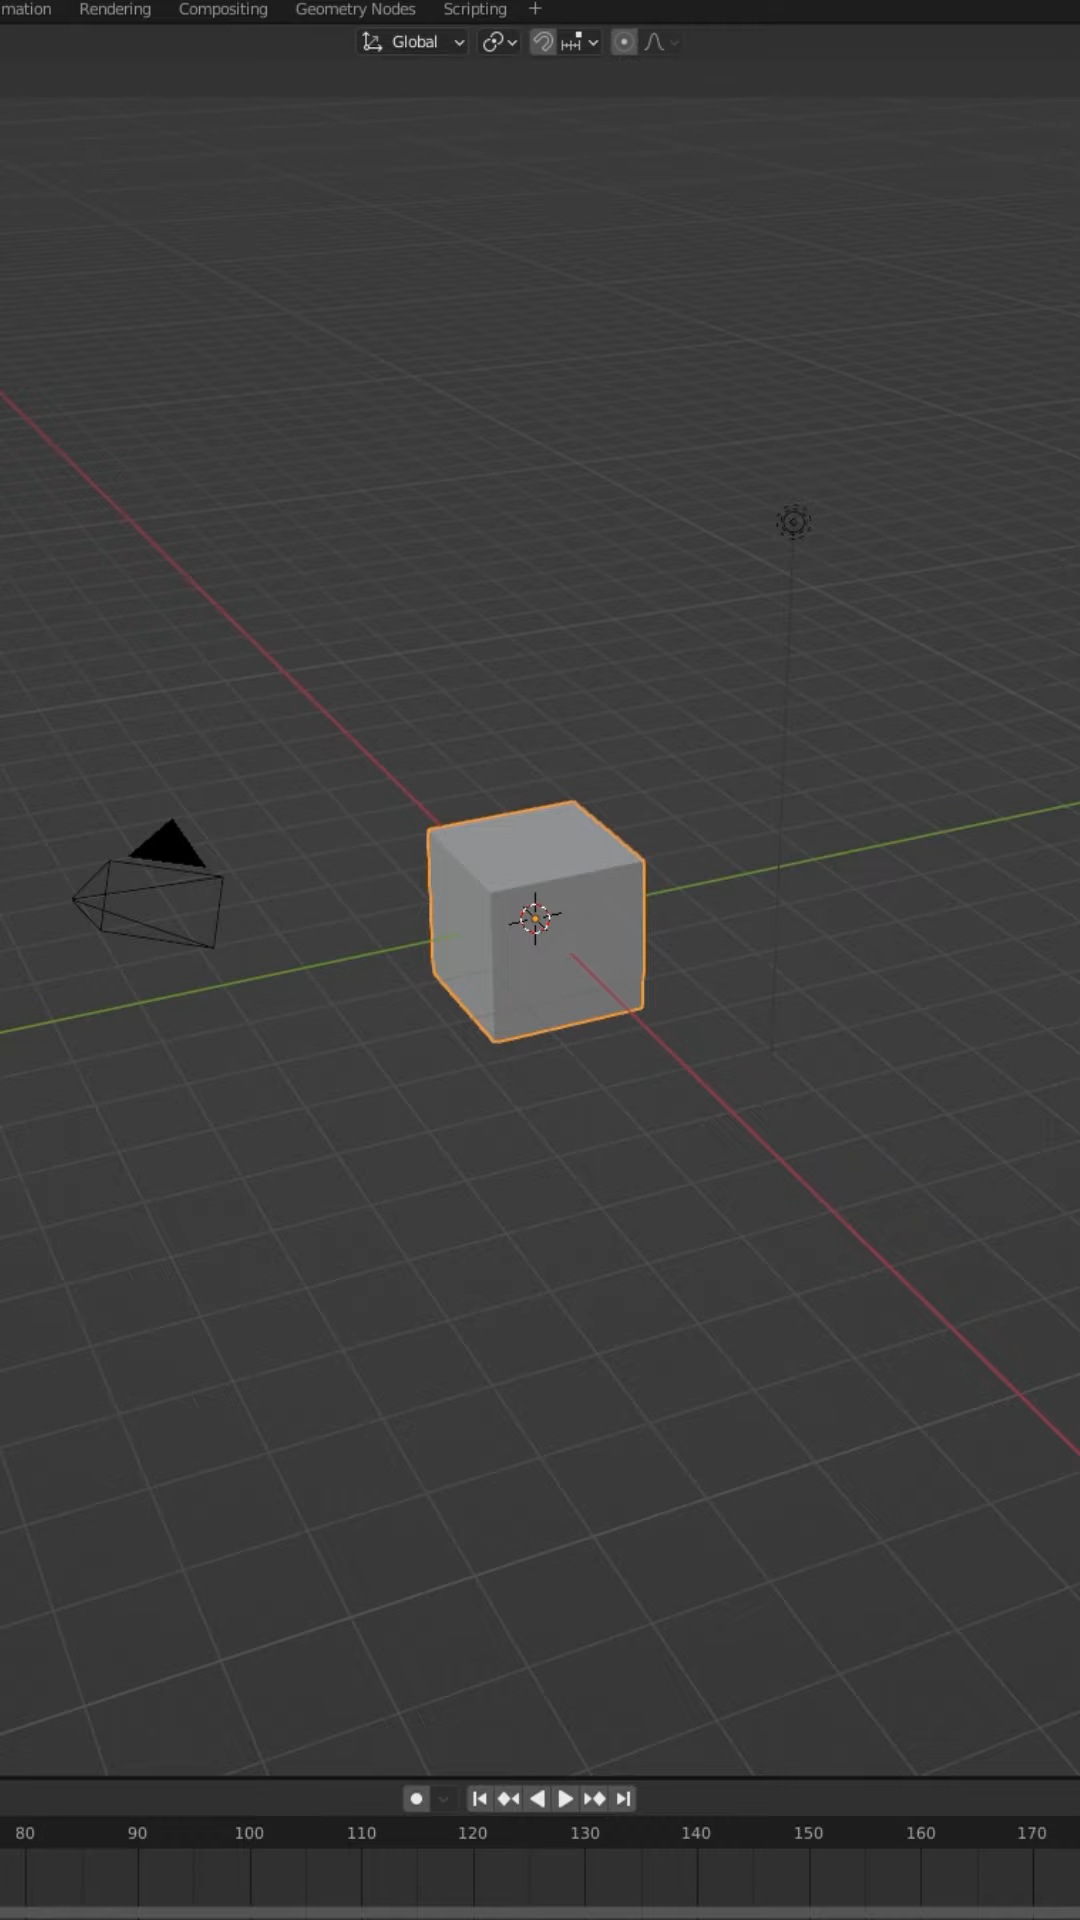 mation Rendering Compositing Geometry Nodes Scripting +
Global
80 90 100 110 120 130 140 150 160 170